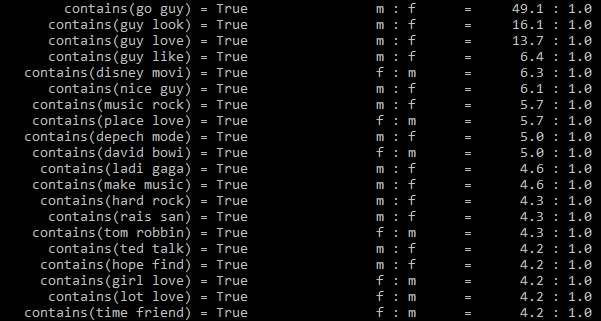 contains(go guy) = True m : f = 49.1 : 1.0
contains(guy look) = True m : f = 16.1 : 1.0
contains(guy love) = True m : f = 13.7 : 1.0
contains(guy like) = True m : f = 6.4 : 1.0
contains(disney movi) = True f : m = 6.3 : 1.0
contains(nice guy) = True m : f = 6.1 : 1.0
contains(music rock) = True m : f = 5.7 : 1.0
contains(place love) = True f : m = 5.7 : 1.0
contains(depech mode) = True m : f = 5.0 : 1.0
contains(david bowi) = True f : m = 5.0 : 1.0
contains(ladi gaga) = True m : f = 4.6 : 1.0
contains(make music) = True m : f = 4.6 : 1.0
contains(hard rock) = True m : f = 4.3 : 1.0
contains(rais san) = True m : f = 4.3 : 1.0
contains(tom robbin) = True f : m = 4.3 : 1.0
contains(ted talk) = True m : f = 4.2 : 1.0
contains(hope find) = True m : f = 4.2 : 1.0
contains(girl love) = True f : m = 4.2 : 1.0
contains(lot love) = True f : m = 4.2 : 1.0
contains(time friend) = True f : m = 4.2 : 1.0